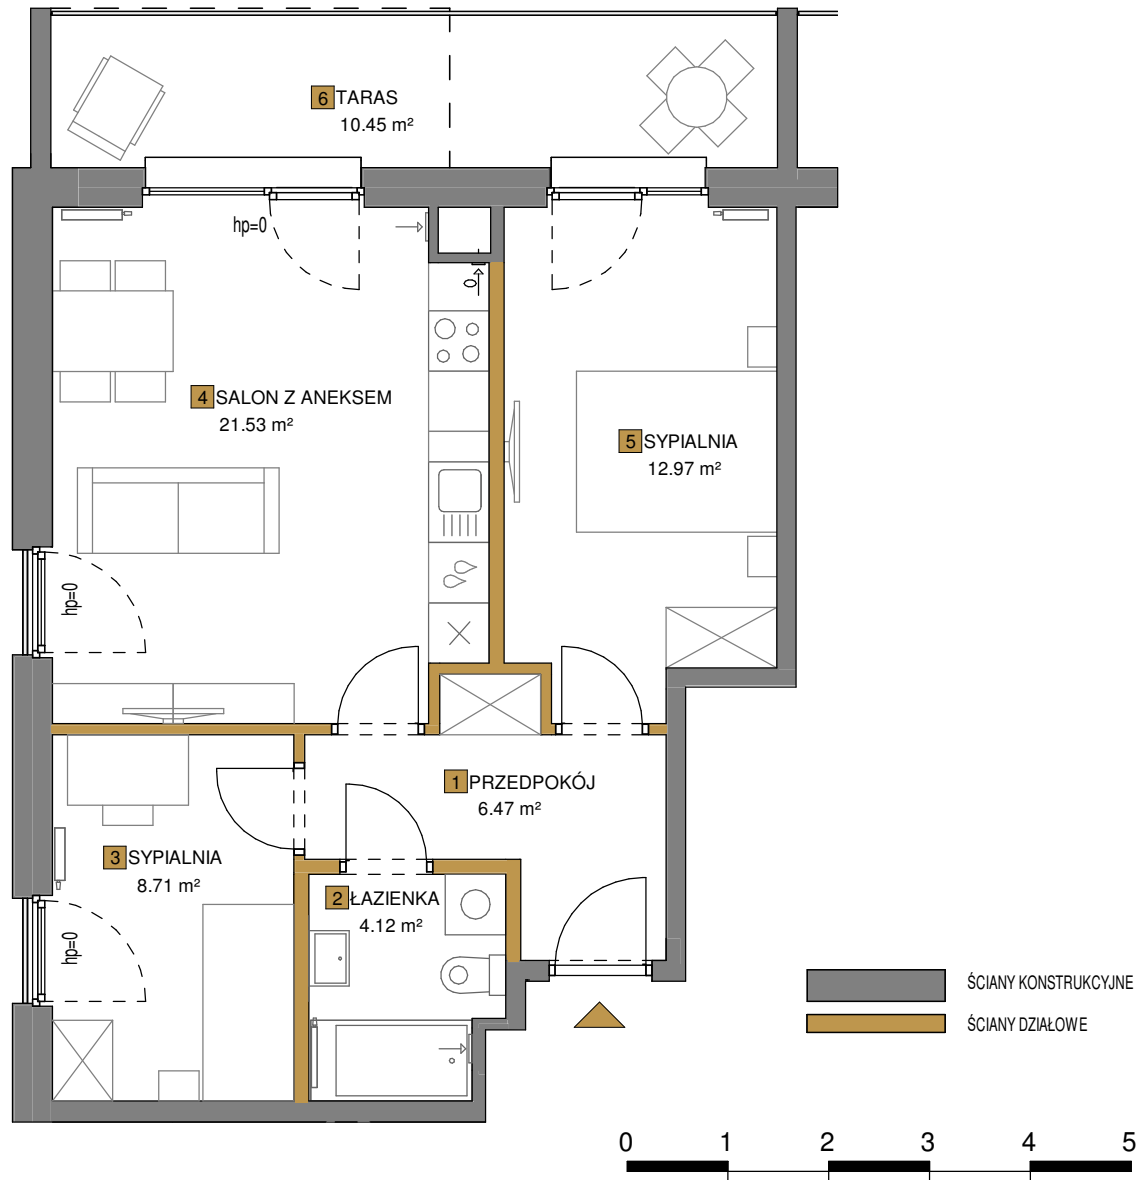 6 TARAS
10.45 m²
hp=0
4 SALON Z ANEKSEM
21.53 m²
5 SYPIALNIA
12.97 m²
hp=0
1 PRZEDPOKÓJ
6.47 m²
3 SYPIALNIA
8.71 m²
2 ŁAZIENKA
4.12 m²
hp=0
ŚCIANY KONSTRUKCYJNE
ŚCIANY DZIAŁOWE
0 1 2 3 4 5